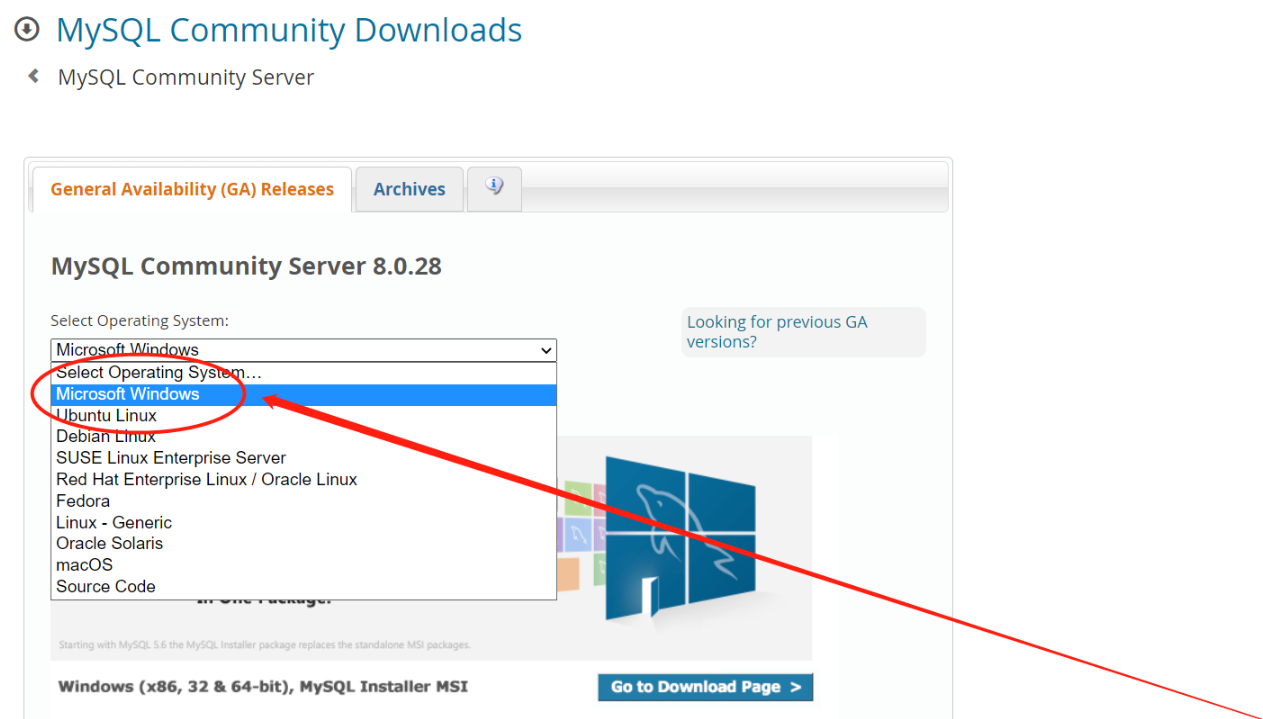 MySQL Community Downloads
MySQL Community Server
General Availability (GA) Releases
Archives
MySQL Community Server 8.0.28
Select Operating System:
Looking for previous GA
versions?
Microsoft Windows
Select Operating System...
Microsoft Windows
Ubuntu Linux
Debian Linux
SUSE Linux Enterprise Server
Red Hat Enterprise Linux / Oracle Linux
Fedora
Linux - Generic
Oracle Solaris
macOS
Source Code
In One Package.
Starting with MySQL 5.6 the MySQL Installer package replaces the standalone MSI packages.
Windows (x86, 32 & 64-bit), MySQL Installer MSI
Go to Download Page >